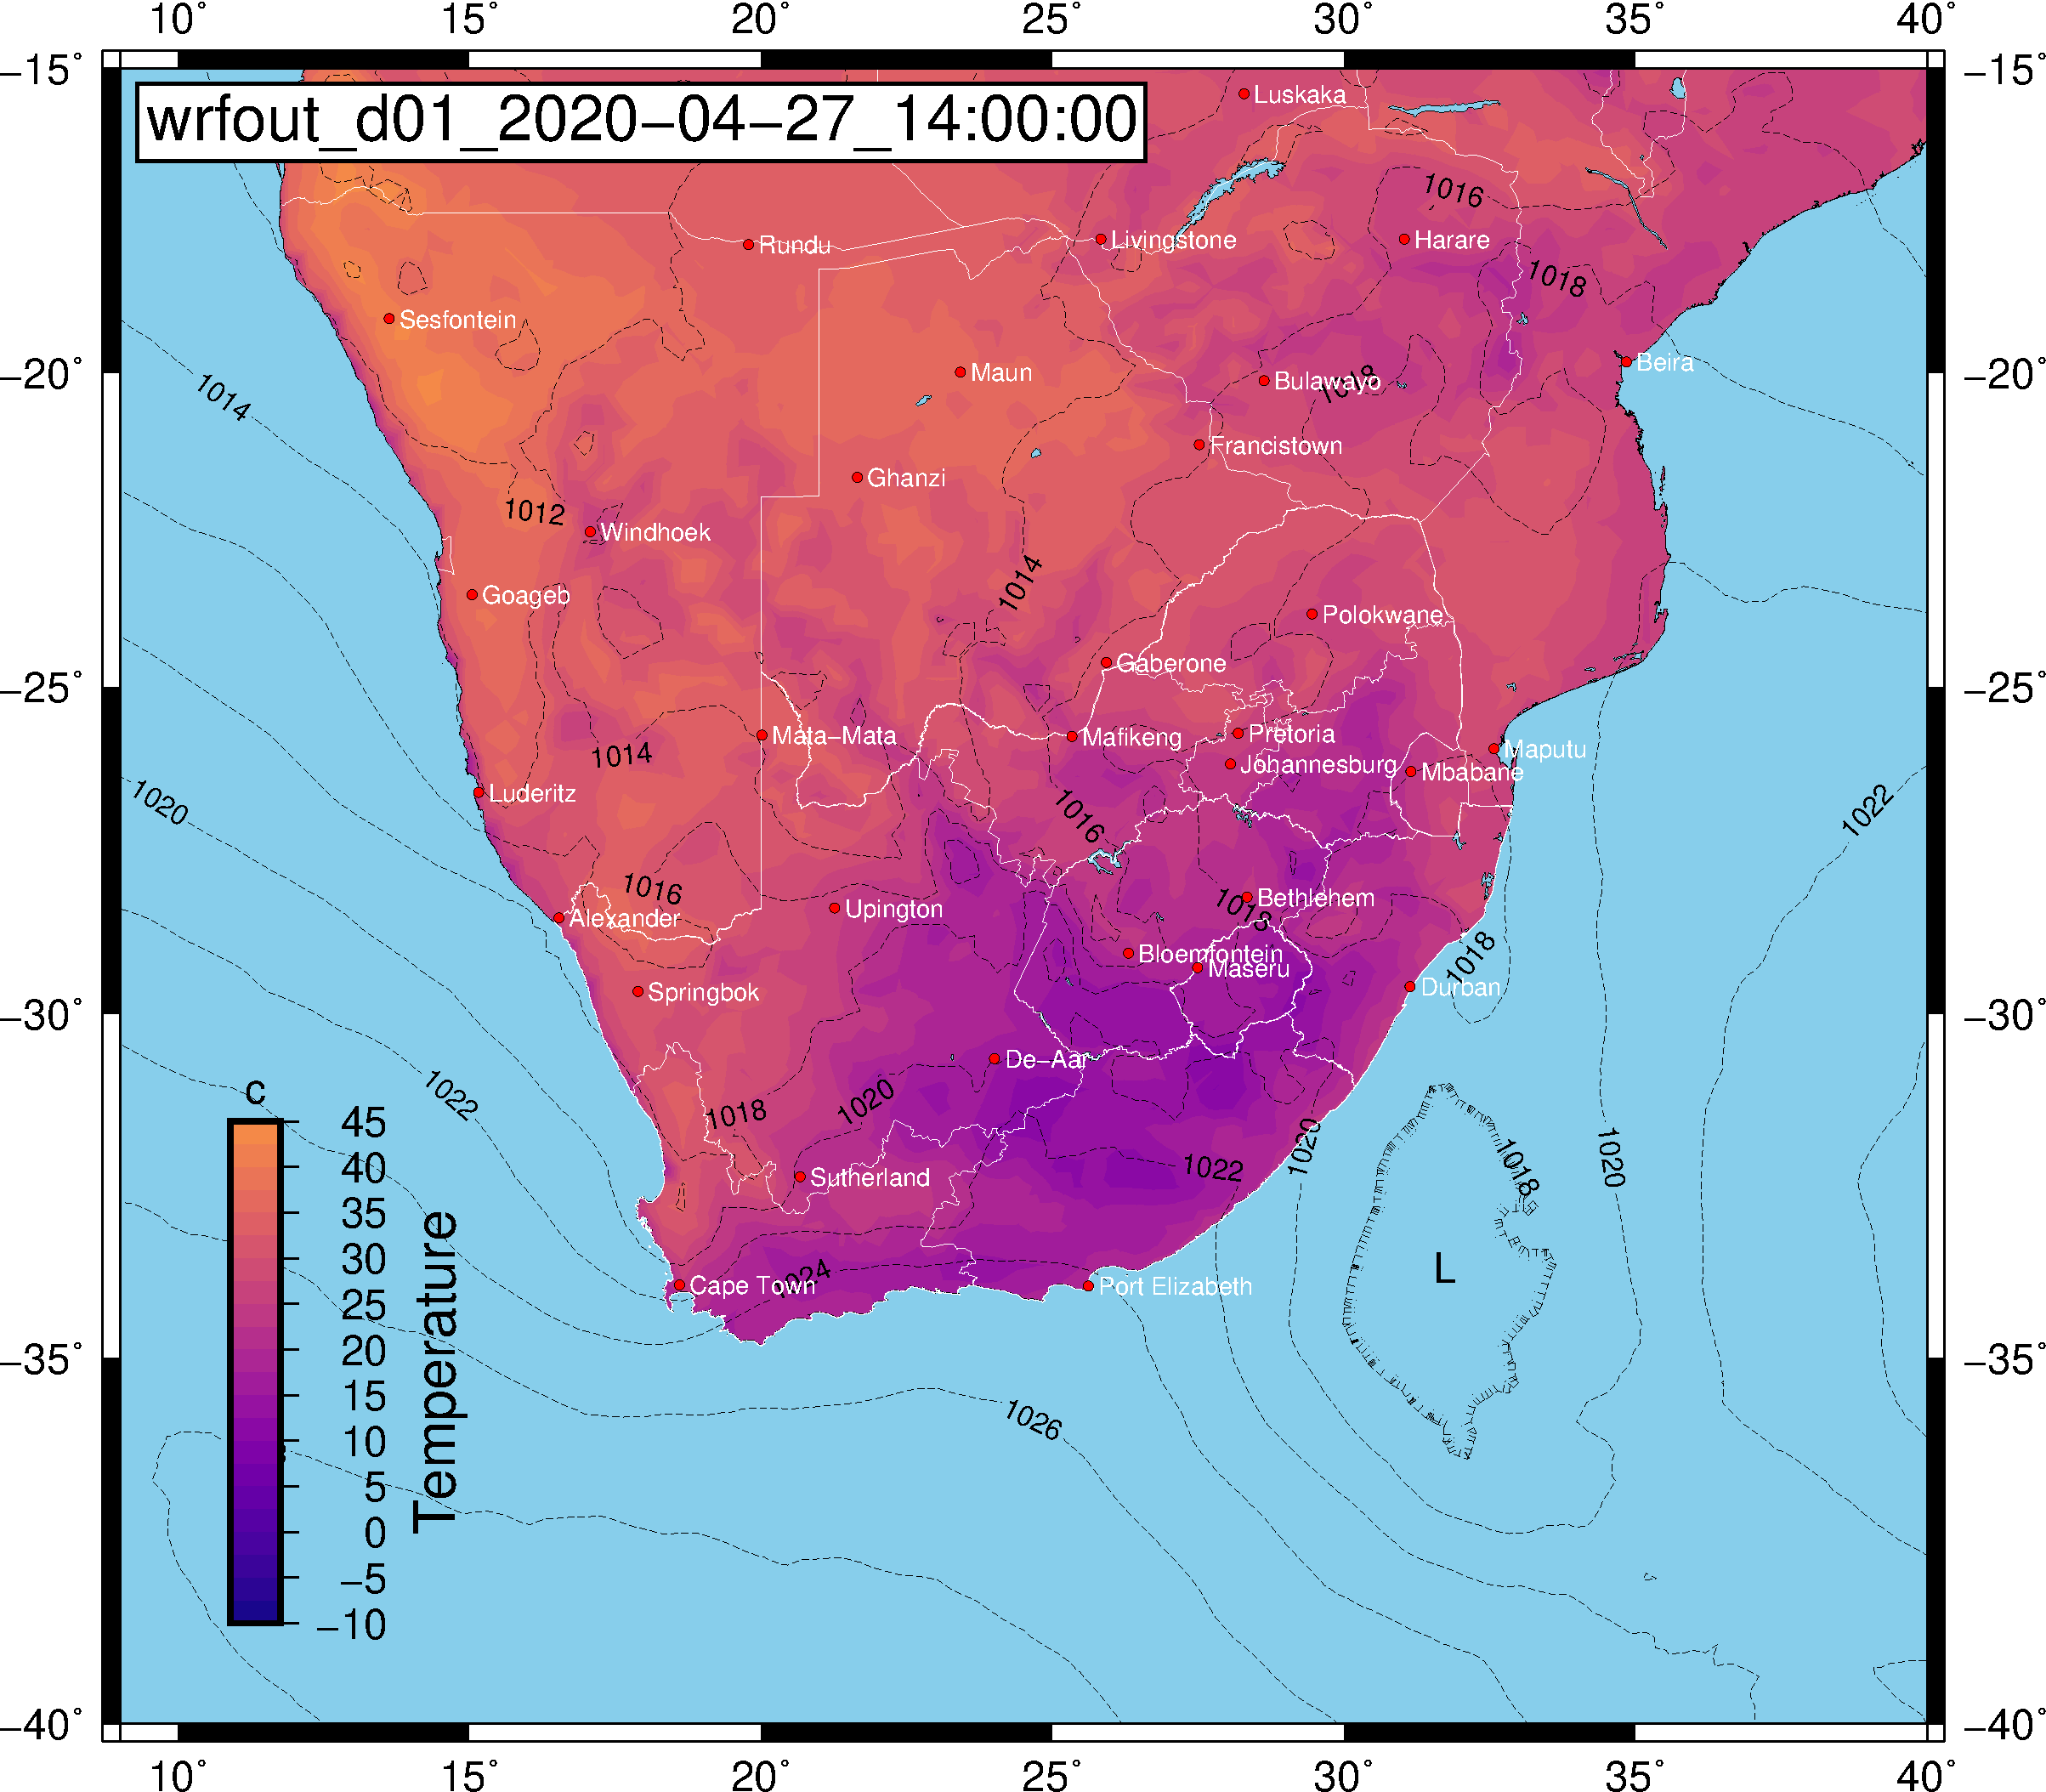 10° 15° 20° 25° 30° 35° 40°
−15° −15°
wrfout_d01_2020−04−27_14:00:00
Luskaka
1016
Rundu
Livingstone
Harare
1018
Sesfontein
Beira
−20° −20°
Maun
1014
Bulawayo
1018
Francistown
Ghanzi
1012
Windhoek
1014
Goageb
Polokwane
Gaberone
−25° −25°
Mata−Mata
Mafikeng
Pretoria
Maputu
1014
Johannesburg
Mbabane
Luderitz
1020
1016
1022
1016
Alexander
Upington
Bethlehem
1018
Bloemfontein
Maseru
1018
Springbok
Durban
−30° −30°
De−Aar
1022
1018
1020
1020
1018
1020
1022
Sutherland
L
Cape Town
1024
Port Elizabeth
−35° −35°
1026
c
45
40
35
30
25
20
15
10
5
0
−5
−10
Temperature
−40° −40°
10° 15° 20° 25° 30° 35° 40°